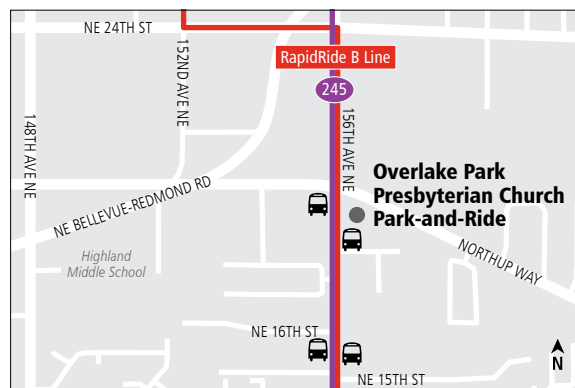 NE 24TH ST
RapidRide B Line
152ND AVE NE
245
148TH AVE NE
156TH AVE NE
Overlake Park
Presbyterian Church
Park-and-Ride
NE BELLEVUE-REDMOND RD
NORTHUP WAY
Highland
Middle School
NE 16TH ST
NE 15TH ST
N